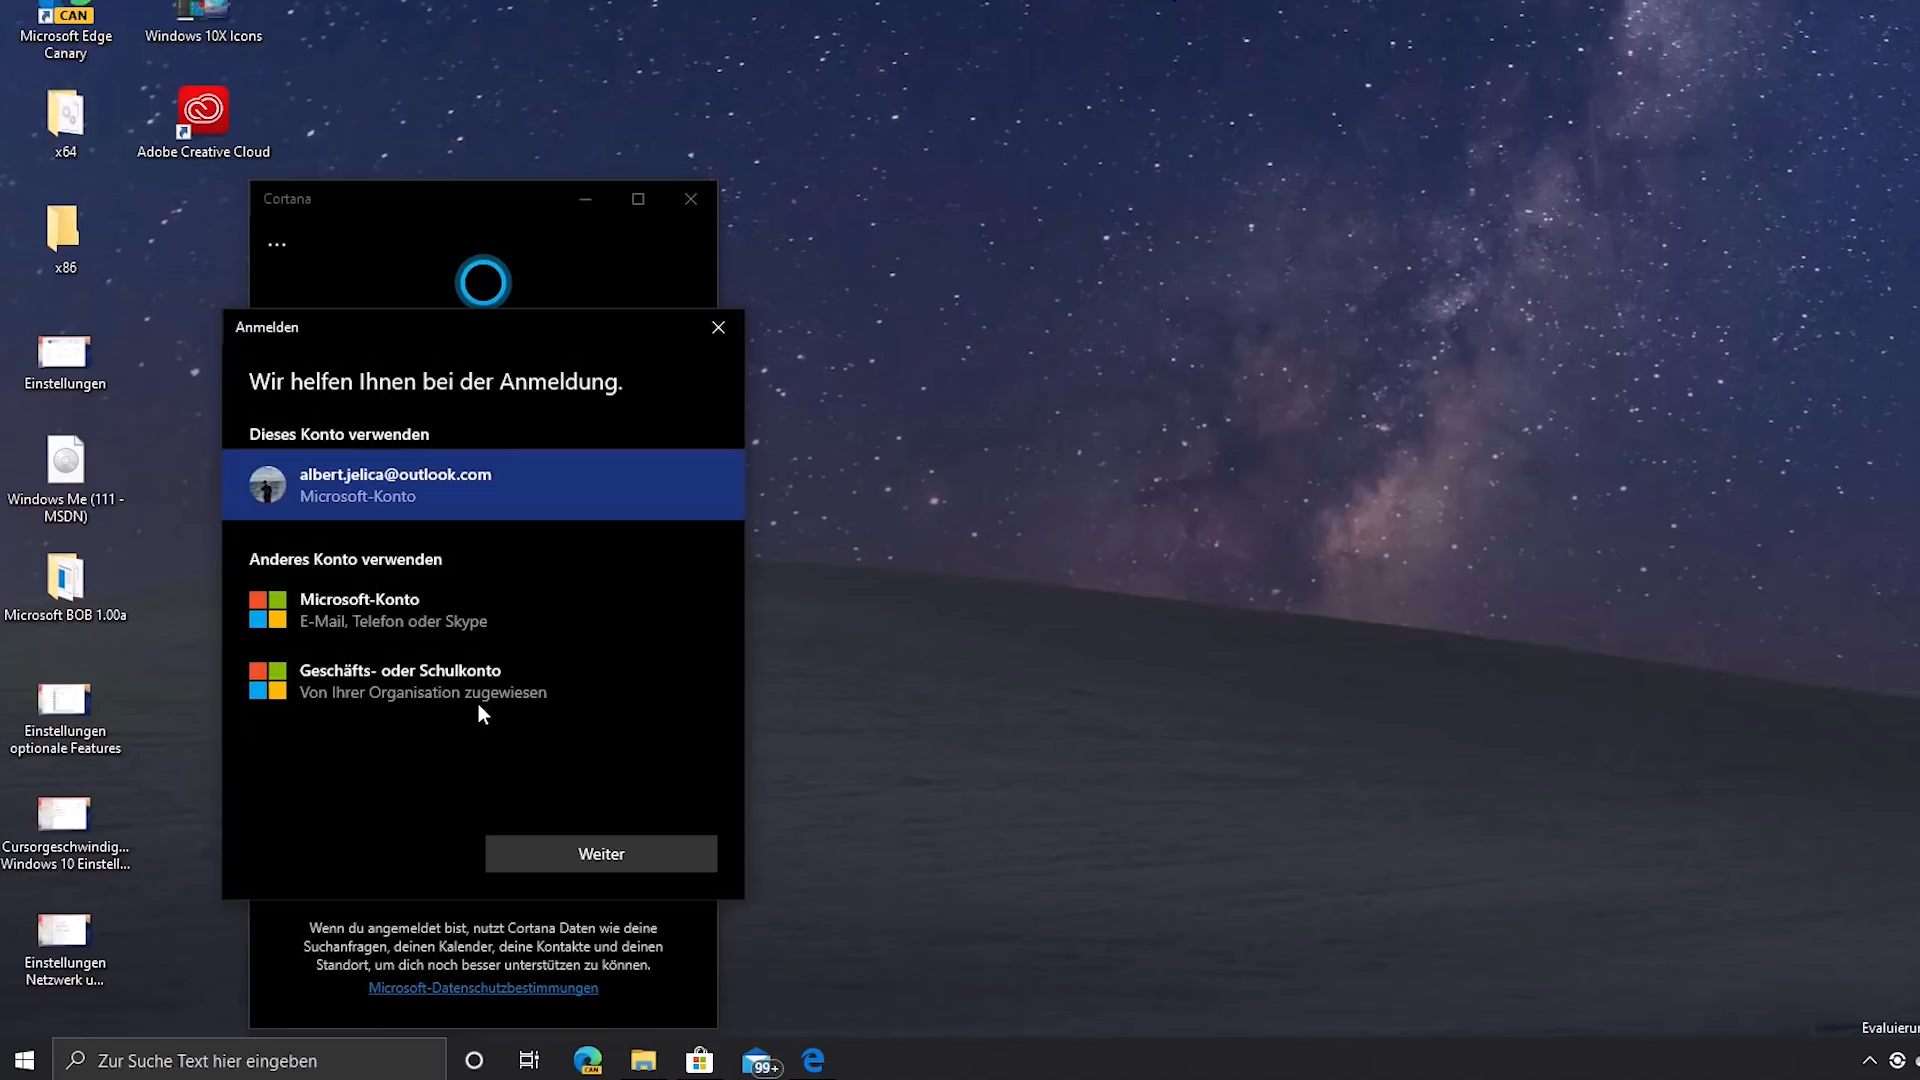 CAN
Microsoft Edge
Canary
Windows 10X Icons
x64
Adobe Creative Cloud
x86
Einstellungen
Windows Me (111 -
MSDN)
Microsoft BOB 1.00a
Einstellungen
optionale Features
Cursorgeschwindig...
Windows 10 Einstell...
Einstellungen
Netzwerk u...
Cortana
...
Anmelden
Wir helfen Ihnen bei der Anmeldung.
Dieses Konto verwenden
albert.jelica@outlook.com
Microsoft-Konto
Anderes Konto verwenden
Microsoft-Konto
E-Mail, Telefon oder Skype
Geschäfts- oder Schulkonto
Von Ihrer Organisation zugewiesen
Weiter
Wenn du angemeldet bist, nutzt Cortana Daten wie deine
Suchanfragen, deinen Kalender, deine Kontakte und deinen
Standort, um dich noch besser unterstützen zu können.
Microsoft-Datenschutzbestimmungen
Evaluierun
Zur Suche Text hier eingeben
CAN
99+